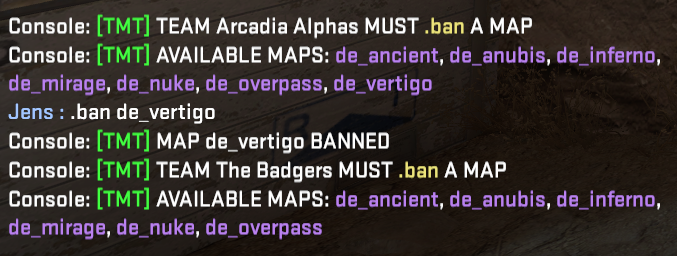 Console: [TMT] TEAM Arcadia Alphas MUST .ban A MAP
Console: [TMT] AVAILABLE MAPS: de_ancient, de_anubis, de_inferno,
de_mirage, de_nuke, de_overpass, de_vertigo
Jens : .ban de_vertigo
Console: [TMT] MAP de_vertigo BANNED
Console: [TMT] TEAM The Badgers MUST .ban A MAP
Console: [TMT] AVAILABLE MAPS: de_ancient, de_anubis, de_inferno,
de_mirage, de_nuke, de_overpass